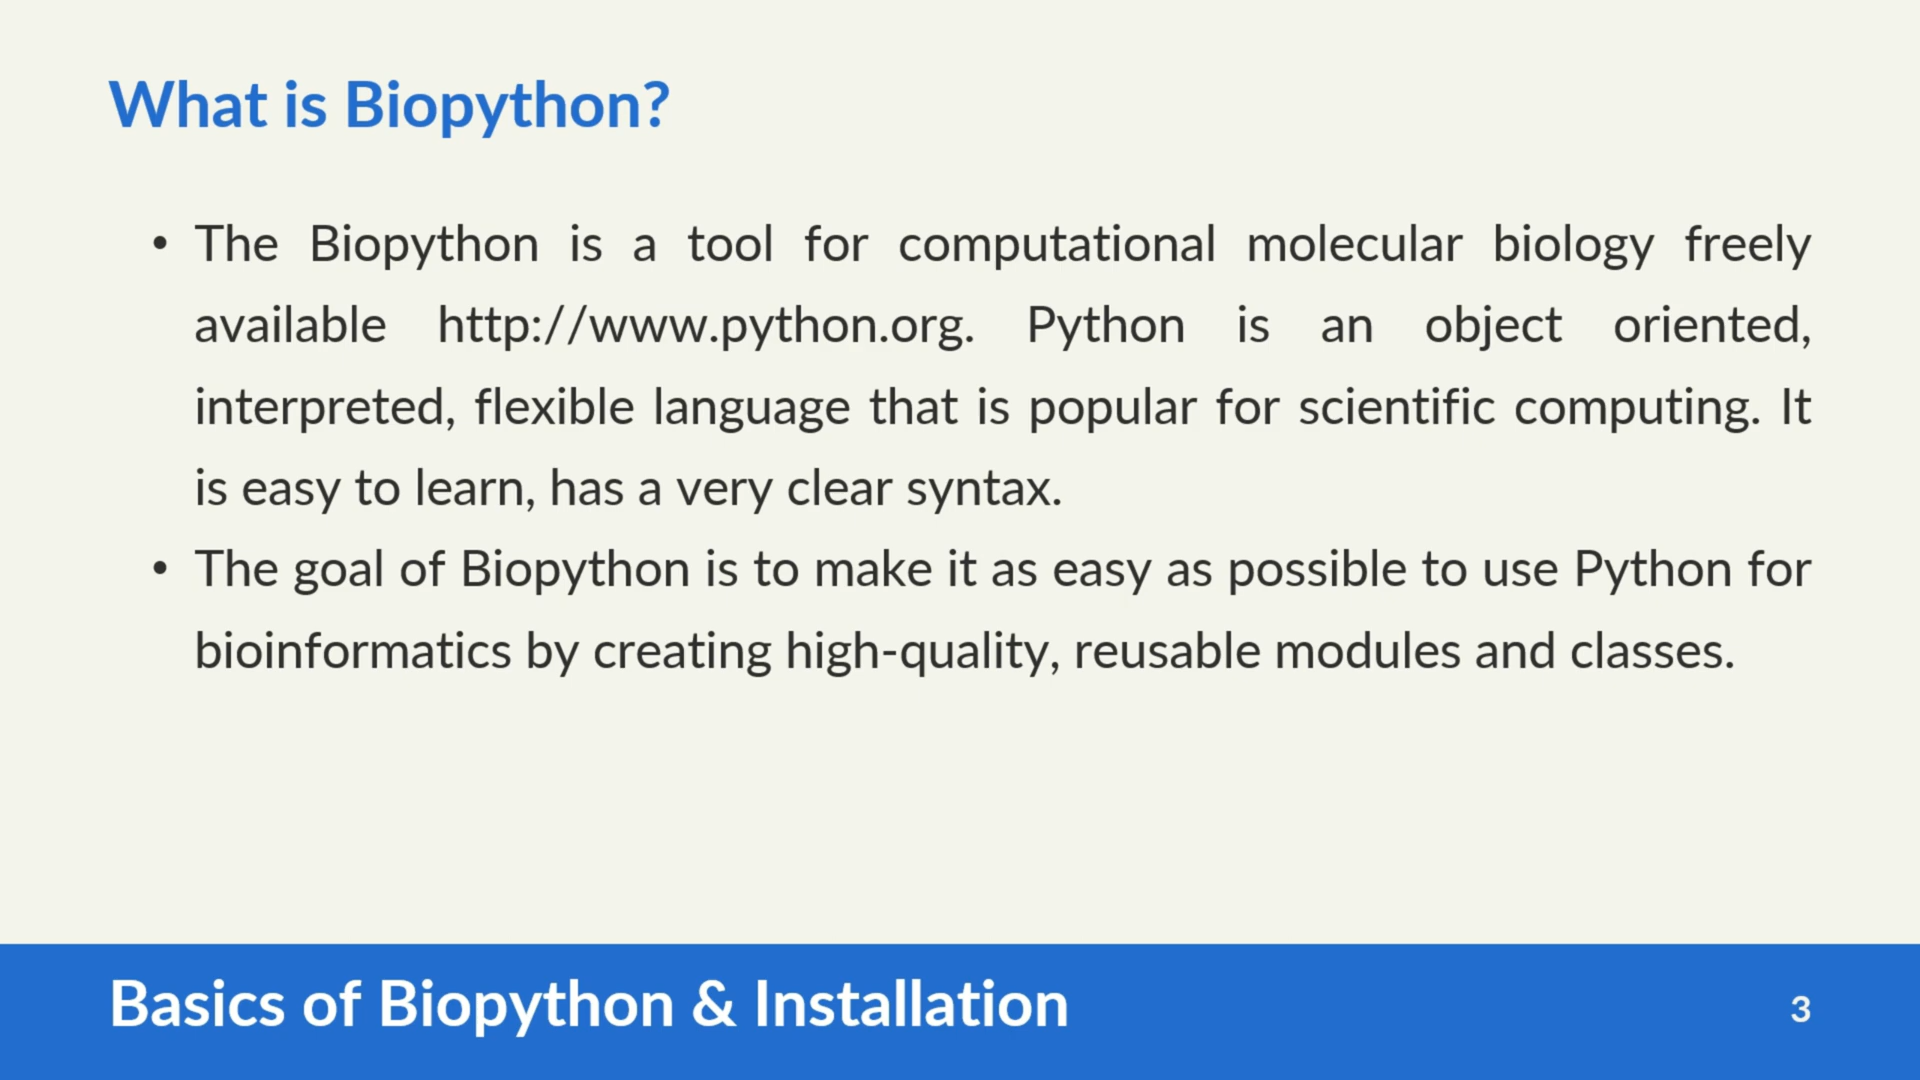 What is Biopython?
• The Biopython is a tool for computational molecular biology freely
available http://www.python.org. Python is an object oriented,
interpreted, flexible language that is popular for scientific computing. It
is easy to learn, has a very clear syntax.
• The goal of Biopython is to make it as easy as possible to use Python for
bioinformatics by creating high-quality, reusable modules and classes.
Basics of Biopython & Installation
3